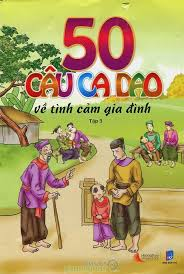 50
CÂU CA DAO
về tình cảm gia đình
Tập 3